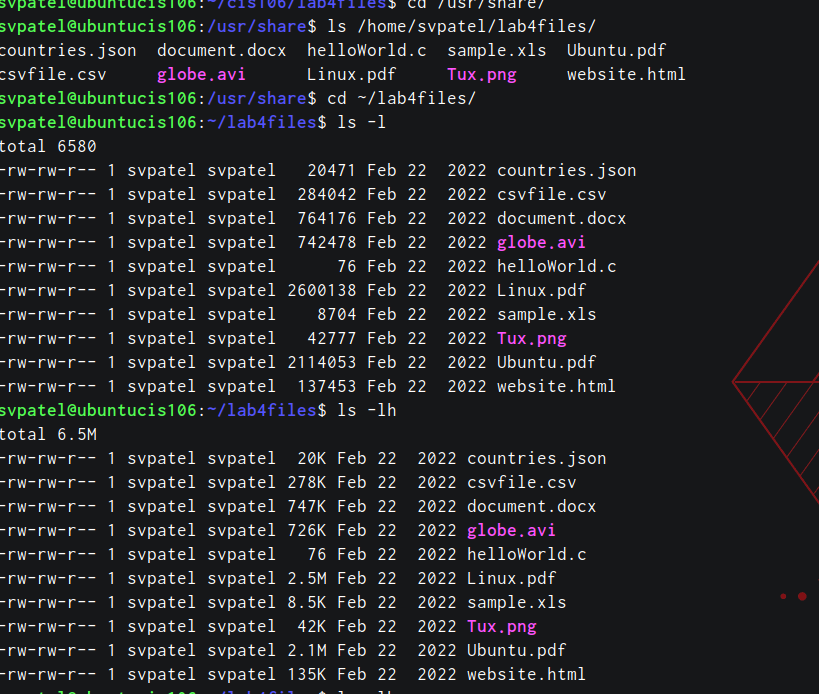 svpatel@ubuntucis106:~/cis106/lab4files$ cd /usr/share/
svpatel@ubuntucis106:/usr/share$ ls /home/svpatel/lab4files/
countries.json  document.docx  helloWorld.c  sample.xls  Ubuntu.pdf
csvfile.csv     globe.avi      Linux.pdf     Tux.png     website.html
svpatel@ubuntucis106:/usr/share$ cd ~/lab4files/
svpatel@ubuntucis106:~/lab4files$ ls -l
total 6580
-rw-rw-r-- 1 svpatel svpatel   20471 Feb 22  2022 countries.json
-rw-rw-r-- 1 svpatel svpatel  284042 Feb 22  2022 csvfile.csv
-rw-rw-r-- 1 svpatel svpatel  764176 Feb 22  2022 document.docx
-rw-rw-r-- 1 svpatel svpatel  742478 Feb 22  2022 globe.avi
-rw-rw-r-- 1 svpatel svpatel      76 Feb 22  2022 helloWorld.c
-rw-rw-r-- 1 svpatel svpatel 2600138 Feb 22  2022 Linux.pdf
-rw-rw-r-- 1 svpatel svpatel    8704 Feb 22  2022 sample.xls
-rw-rw-r-- 1 svpatel svpatel   42777 Feb 22  2022 Tux.png
-rw-rw-r-- 1 svpatel svpatel 2114053 Feb 22  2022 Ubuntu.pdf
-rw-rw-r-- 1 svpatel svpatel  137453 Feb 22  2022 website.html
svpatel@ubuntucis106:~/lab4files$ ls -lh
total 6.5M
-rw-rw-r-- 1 svpatel svpatel  20K Feb 22  2022 countries.json
-rw-rw-r-- 1 svpatel svpatel 278K Feb 22  2022 csvfile.csv
-rw-rw-r-- 1 svpatel svpatel 747K Feb 22  2022 document.docx
-rw-rw-r-- 1 svpatel svpatel 726K Feb 22  2022 globe.avi
-rw-rw-r-- 1 svpatel svpatel   76 Feb 22  2022 helloWorld.c
-rw-rw-r-- 1 svpatel svpatel 2.5M Feb 22  2022 Linux.pdf
-rw-rw-r-- 1 svpatel svpatel 8.5K Feb 22  2022 sample.xls
-rw-rw-r-- 1 svpatel svpatel  42K Feb 22  2022 Tux.png
-rw-rw-r-- 1 svpatel svpatel 2.1M Feb 22  2022 Ubuntu.pdf
-rw-rw-r-- 1 svpatel svpatel 135K Feb 22  2022 website.html